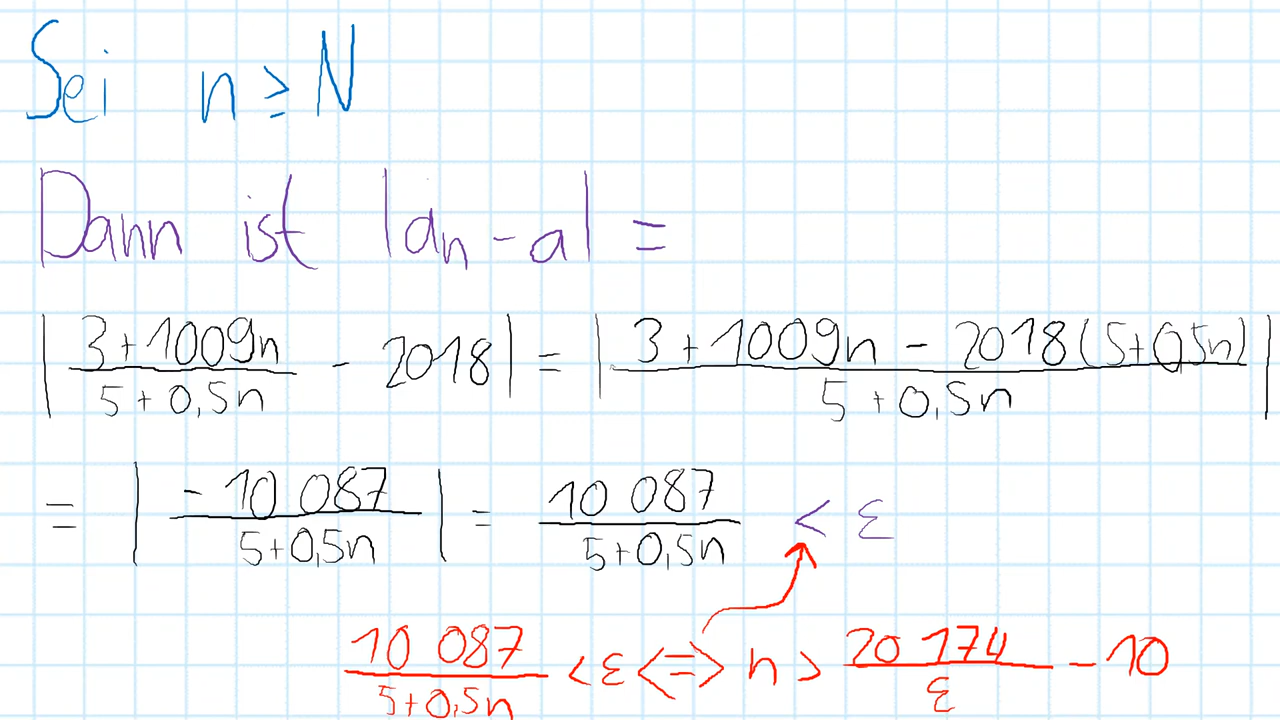 Sei n ≥ N
Dann ist |an - a| =
|(3+1009n)/(5+0,5n) - 2018| = |(3+1009n - 2018(5+0,5n))/(5+0,5n)|
= |(-10 087)/(5+0,5n)| = (10 087)/(5+0,5n) < ε
(10 087)/(5+0,5n) < ε <=> n > (20 174)/ε - 10